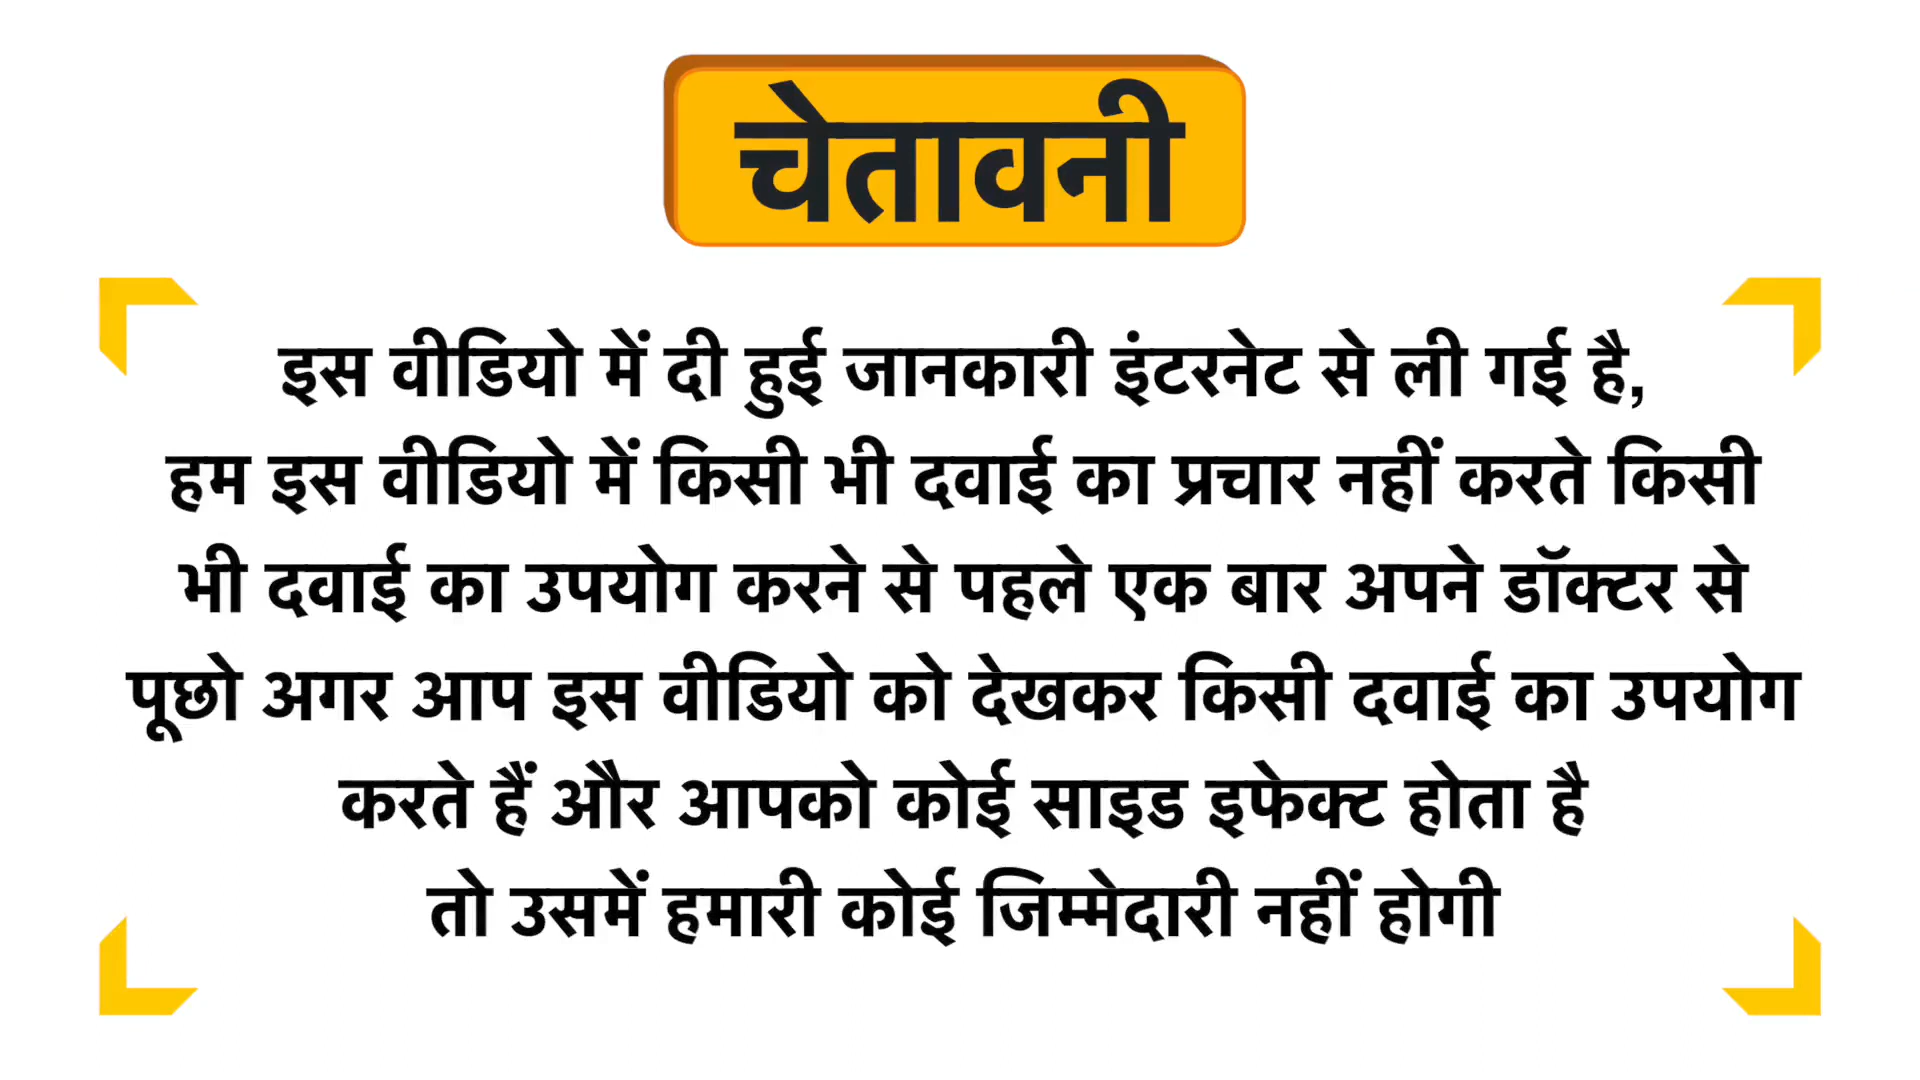 चेतावनी
इस वीडियो में दी हुई जानकारी इंटरनेट से ली गई है,
हम इस वीडियो में किसी भी दवाई का प्रचार नहीं करते किसी
भी दवाई का उपयोग करने से पहले एक बार अपने डॉक्टर से
पूछो अगर आप इस वीडियो को देखकर किसी दवाई का उपयोग
करते हैं और आपको कोई साइड इफेक्ट होता है
तो उसमें हमारी कोई जिम्मेदारी नहीं होगी